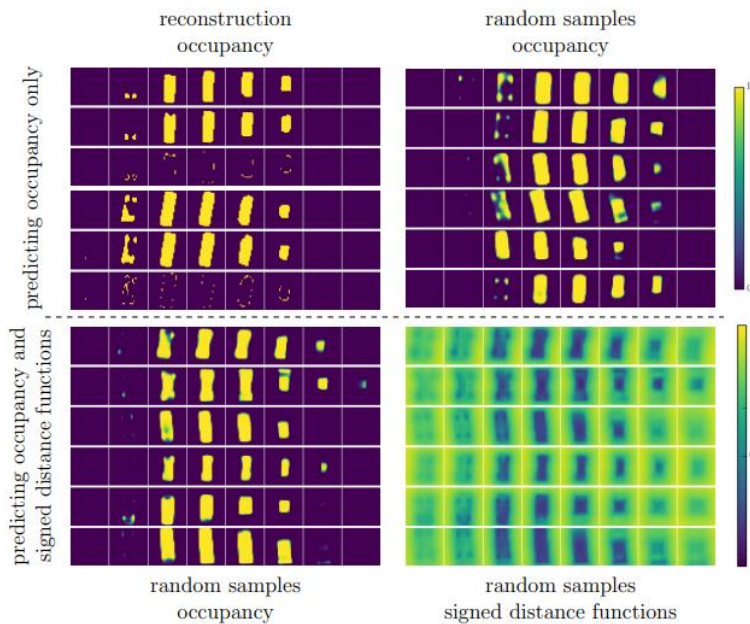 reconstruction
occupancy
random samples
occupancy
predicting occupancy only
predicting occupancy and
signed distance functions
random samples
occupancy
random samples
signed distance functions